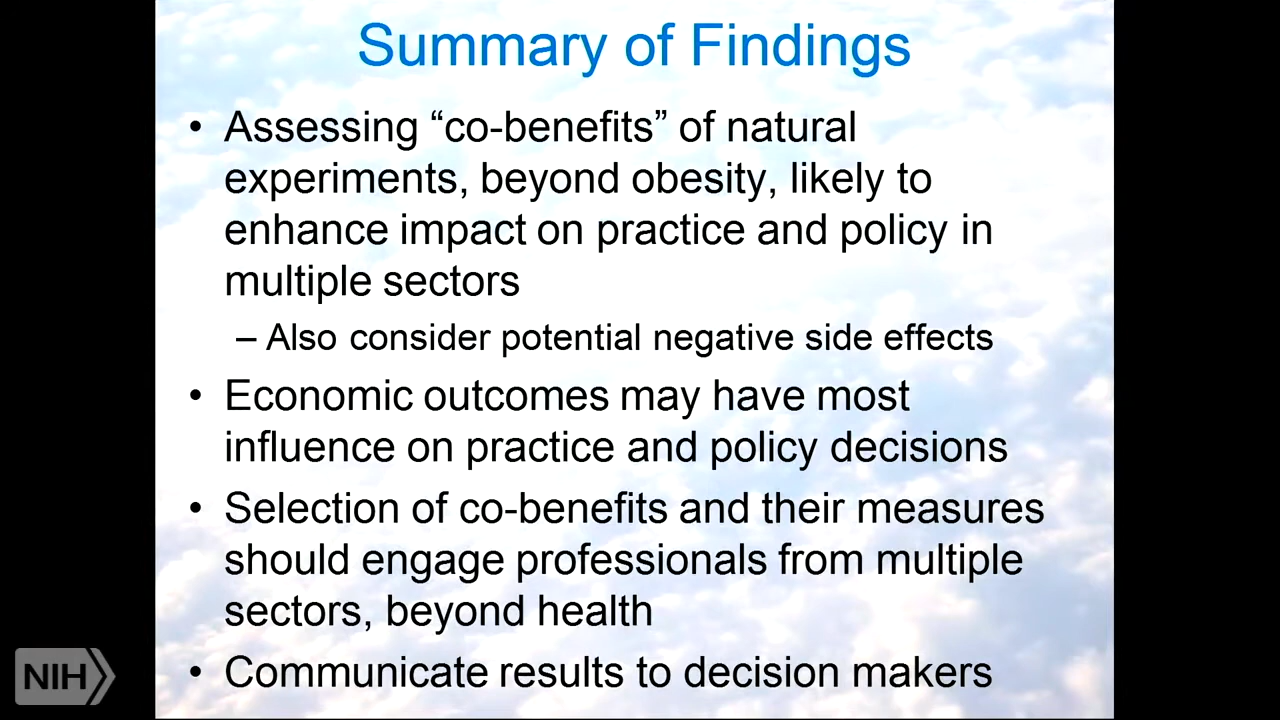 Summary of Findings
• Assessing “co-benefits” of natural
experiments, beyond obesity, likely to
enhance impact on practice and policy in
multiple sectors
– Also consider potential negative side effects
• Economic outcomes may have most
influence on practice and policy decisions
• Selection of co-benefits and their measures
should engage professionals from multiple
sectors, beyond health
• Communicate results to decision makers
NIH